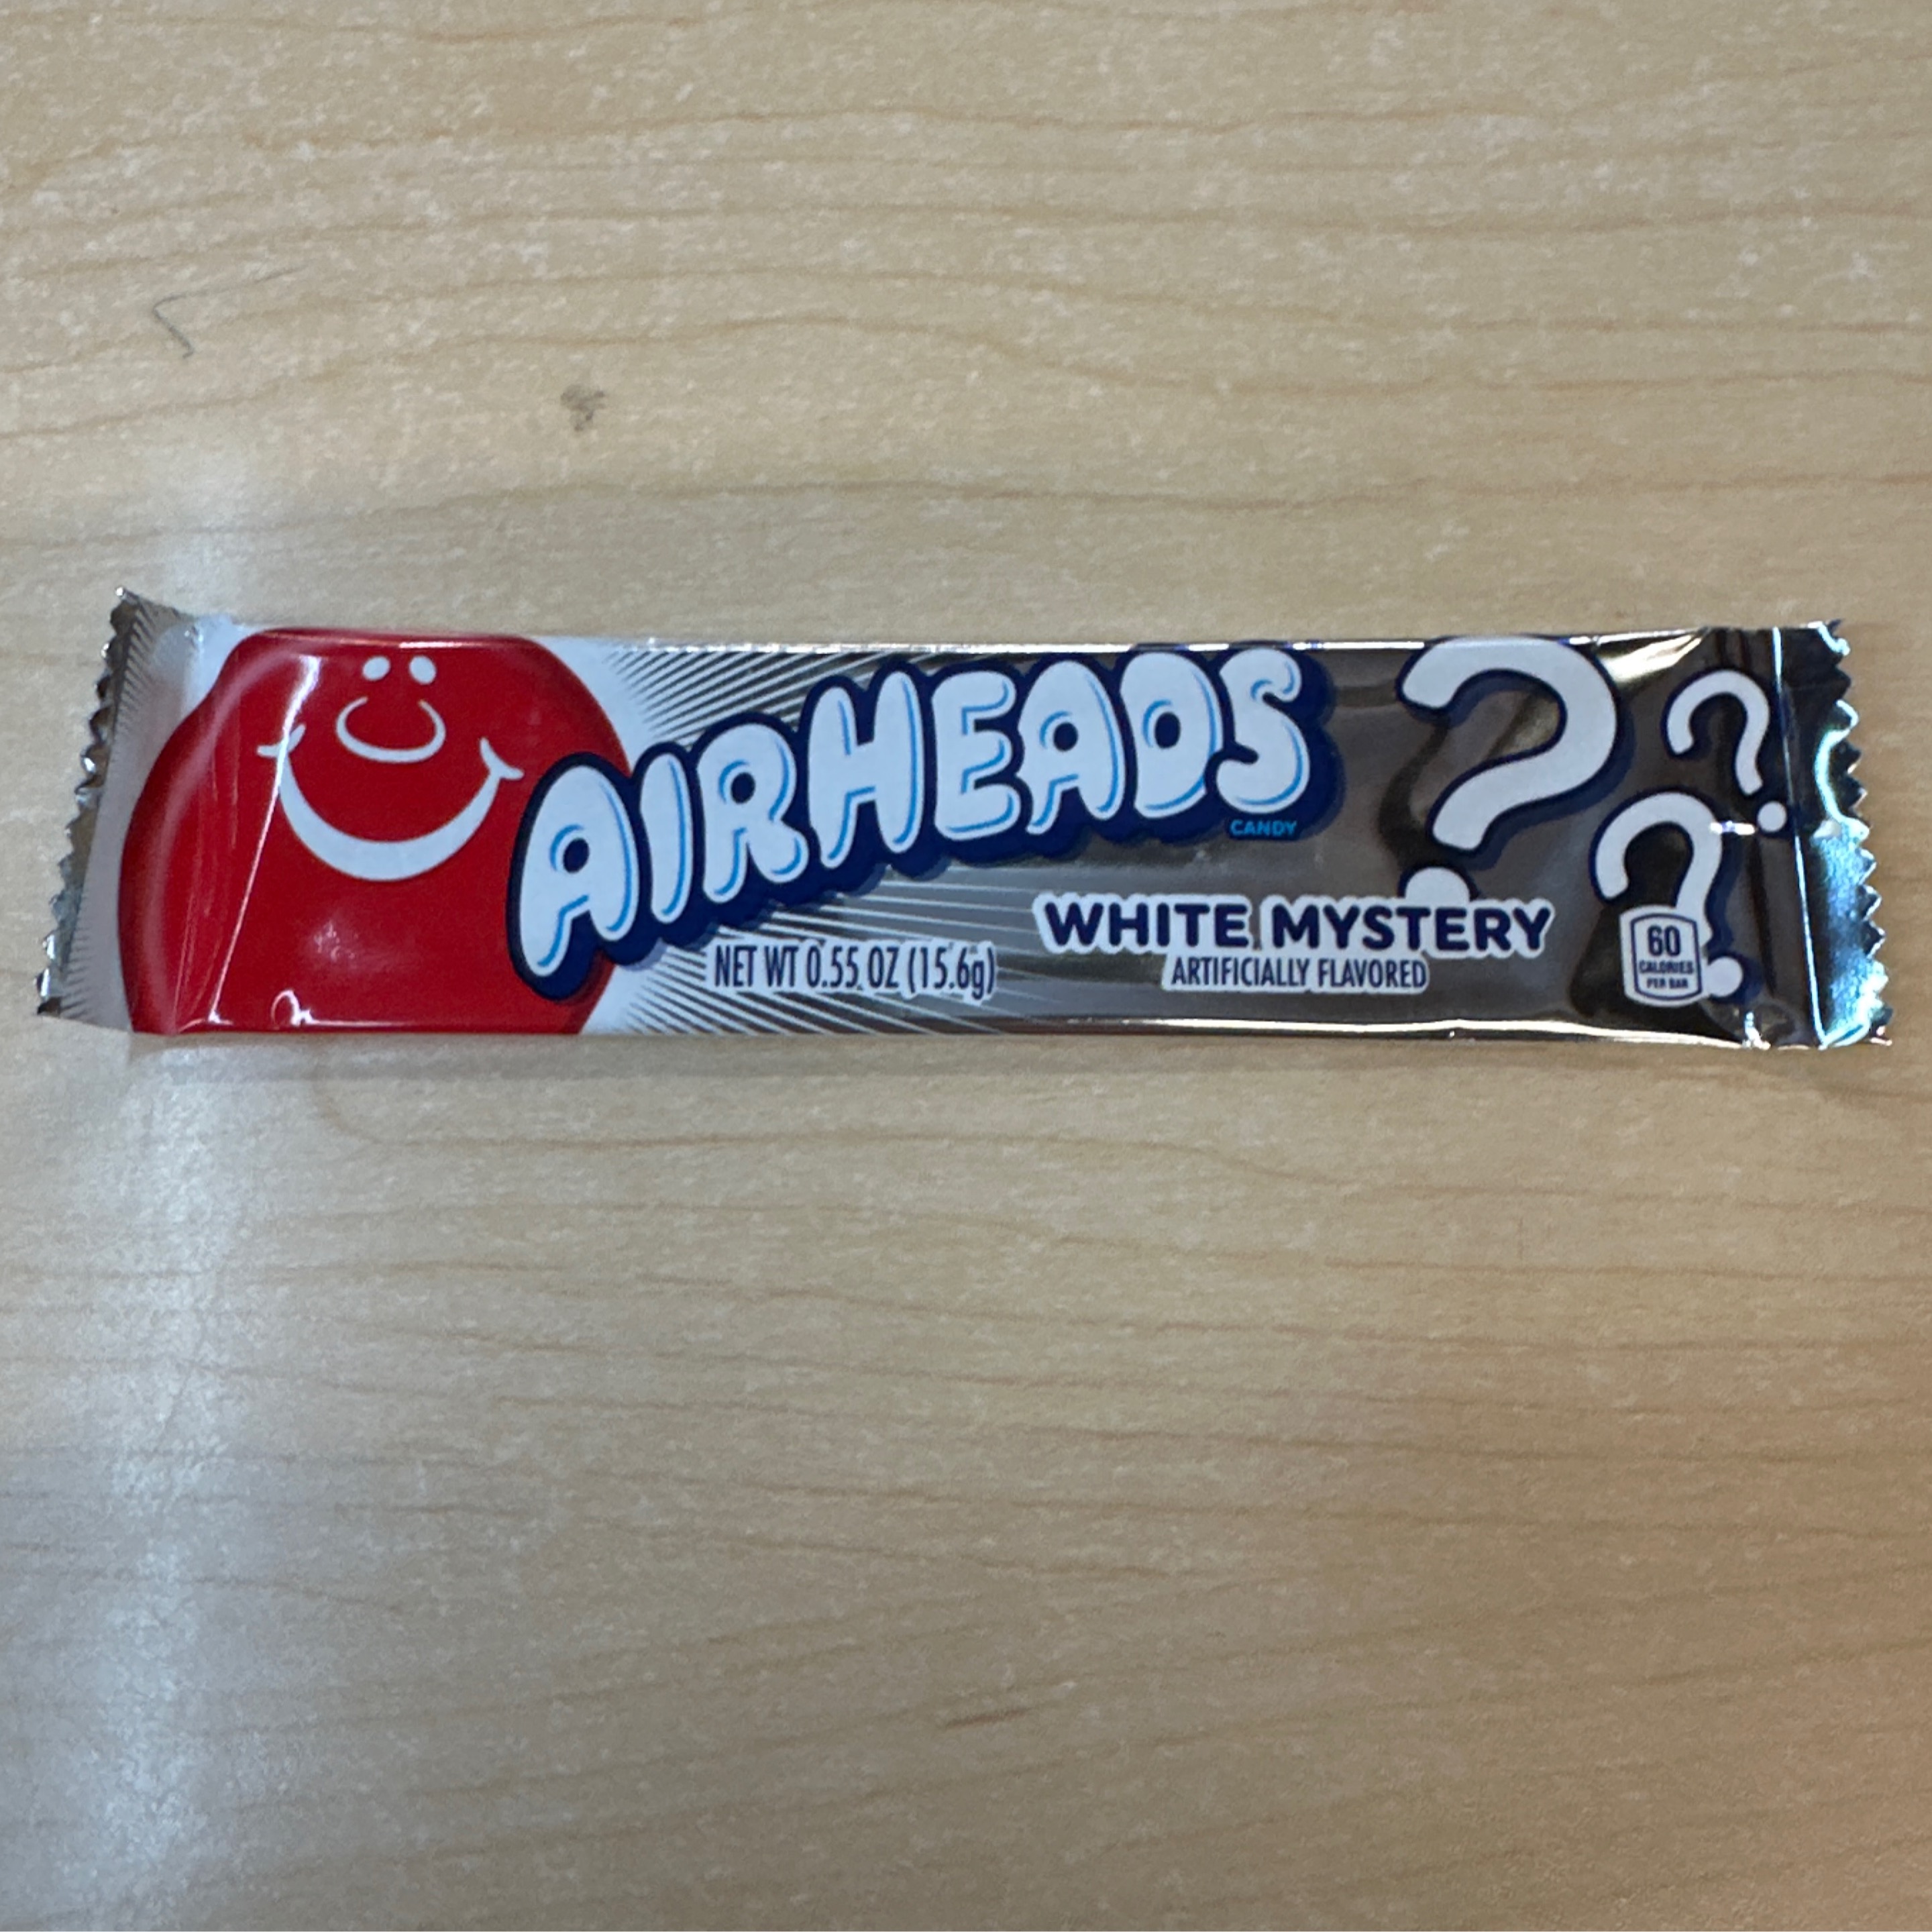 AIRHEADS
CANDY
WHITE MYSTERY
ARTIFICIALLY FLAVORED
NET WT 0.55 OZ (15.6g)
60
CALORIES
PER BAR